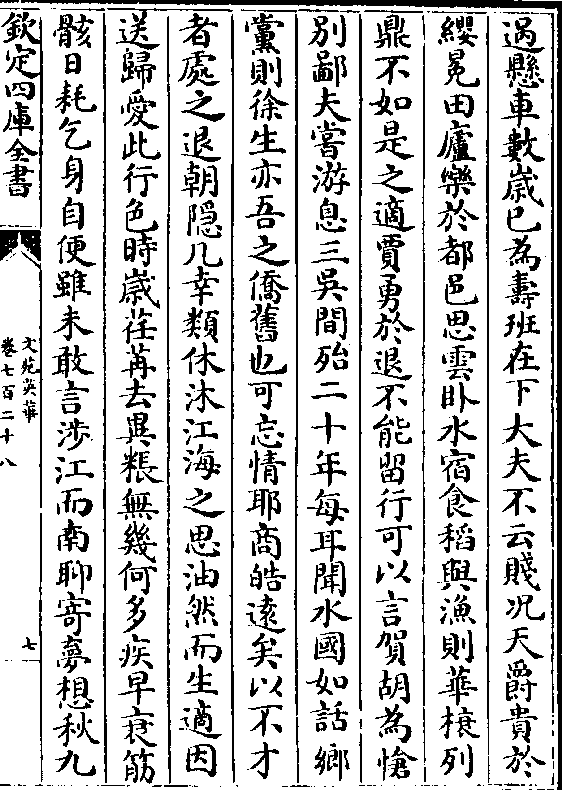 過懸車數歳已為壽班在下大夫不云賤况天爵貴於
纓冕田廬樂於都邑思雲卧水宿食稻與漁則華榱列
鼎不如是之適賈勇於退不能留行可以言賀胡為愴
别鄙夫嘗游息三吳間殆二十年每耳聞水國如話鄉
黨則徐生亦吾之僑舊也可忘情耶商皓逺矣以不才
者處之退朝隠几幸類休沐江海之思油然而生適因
送歸愛此行色時歳荏苒去異粻無幾何多疾早衰筋
骸日耗乞身自便雖未敢言涉江而南聊寄夢想秋九
欽定四庫全書
文苑英華
卷七百二十八
七